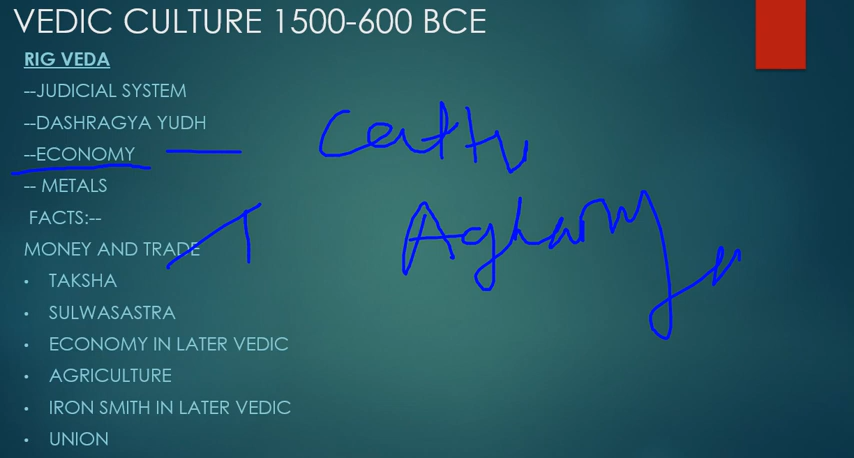 VEDIC CULTURE 1500-600 BCE
RIG VEDA
--JUDICIAL SYSTEM
--DASHRAGYA YUDH
--ECONOMY
-- METALS
FACTS:--
MONEY AND TRADE
• TAKSHA
• SULWASASTRA
• ECONOMY IN LATER VEDIC
• AGRICULTURE
• IRON SMITH IN LATER VEDIC
• UNION